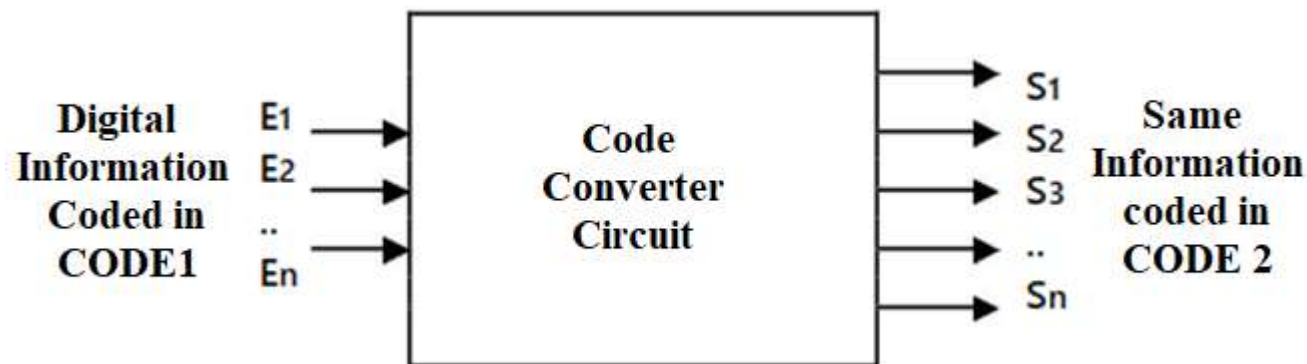 Digital
Information
Coded in
CODE1
E1
E2
..
En
Code
Converter
Circuit
S1
S2
S3
..
Sn
Same
Information
coded in
CODE 2